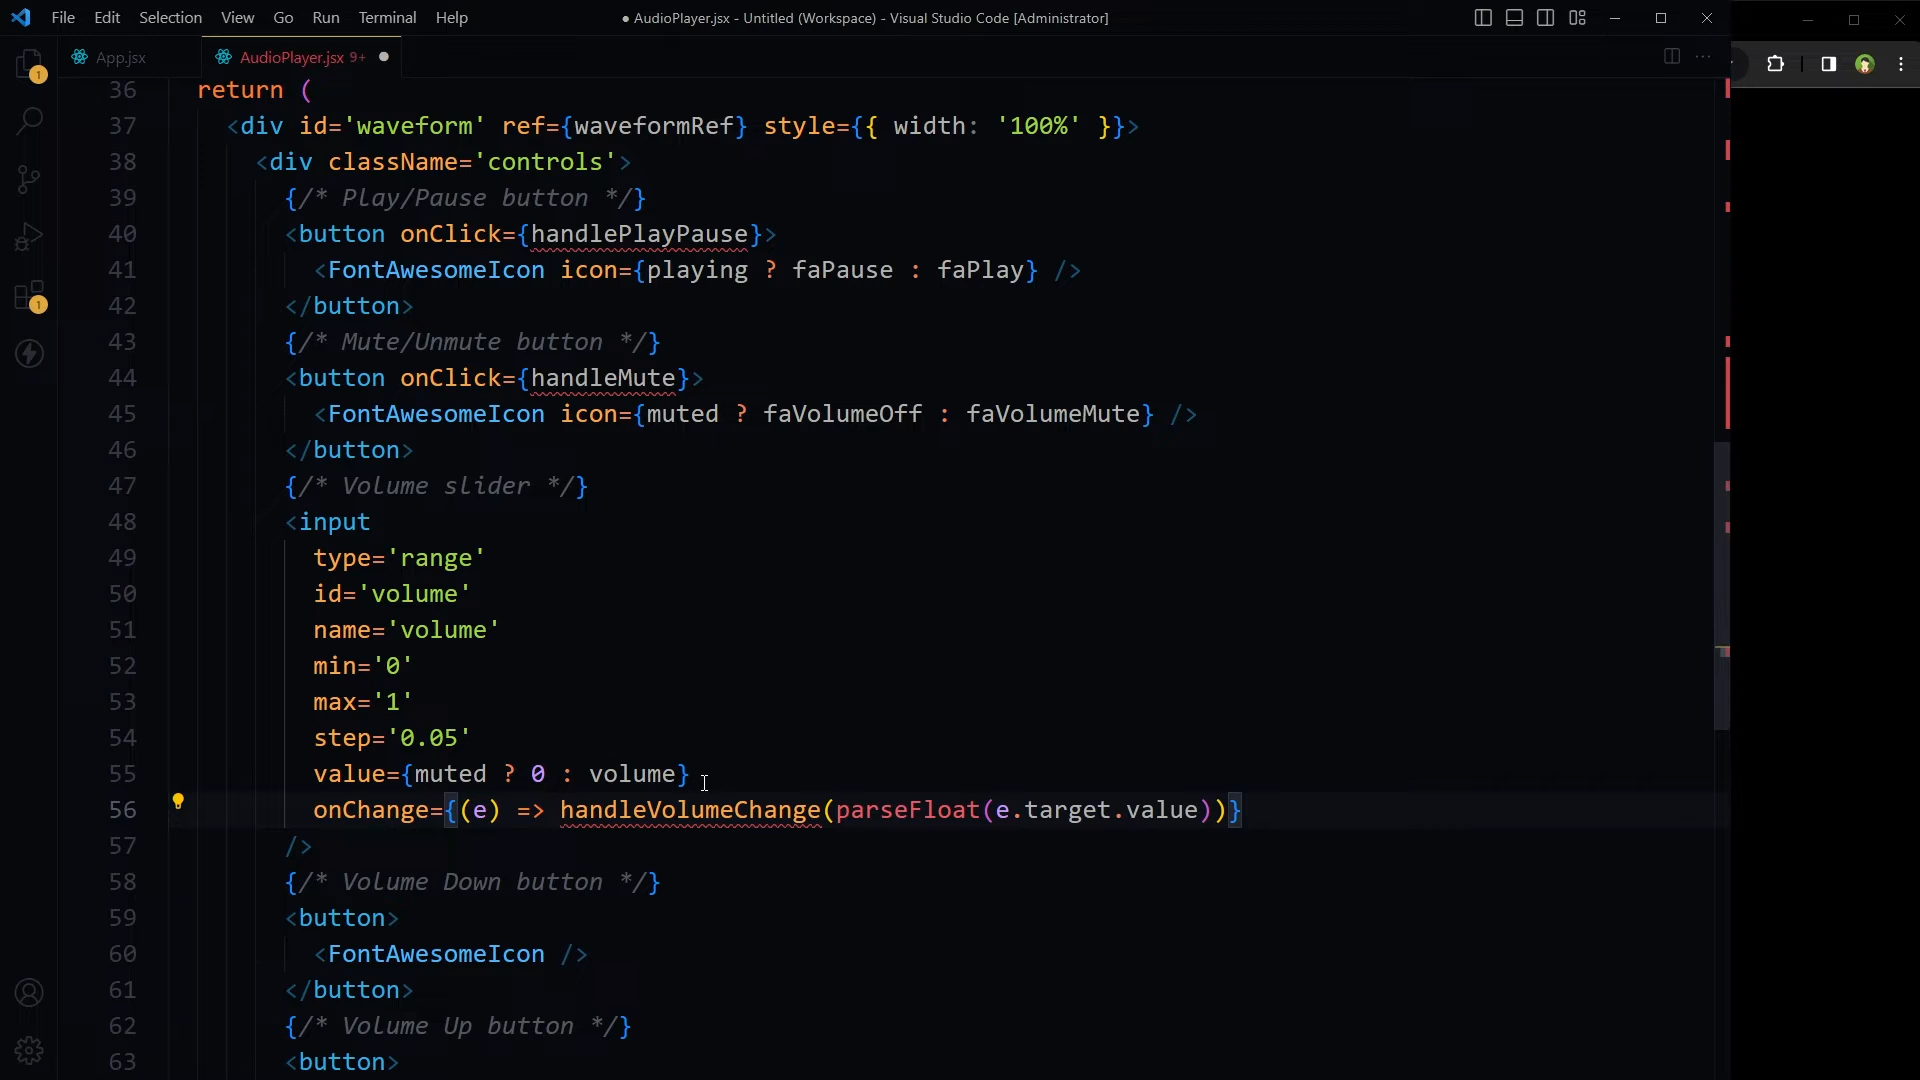 File Edit Selection View Go Run Terminal Help
● AudioPlayer.jsx - Untitled (Workspace) - Visual Studio Code [Administrator]
App.jsx
AudioPlayer.jsx 9+ ●
1
1
36 return (
37 <div id='waveform' ref={waveformRef} style={{ width: '100%' }}>
38 <div className='controls'>
39 {/* Play/Pause button */}
40 <button onClick={handlePlayPause}>
41 <FontAwesomeIcon icon={playing ? faPause : faPlay} />
42 </button>
43 {/* Mute/Unmute button */}
44 <button onClick={handleMute}>
45 <FontAwesomeIcon icon={muted ? faVolumeOff : faVolumeMute} />
46 </button>
47 {/* Volume slider */}
48 <input
49 type='range'
50 id='volume'
51 name='volume'
52 min='0'
53 max='1'
54 step='0.05'
55 value={muted ? 0 : volume}
56 onChange={(e) => handleVolumeChange(parseFloat(e.target.value))}
57 />
58 {/* Volume Down button */}
59 <button>
60 <FontAwesomeIcon />
61 </button>
62 {/* Volume Up button */}
63 <button>